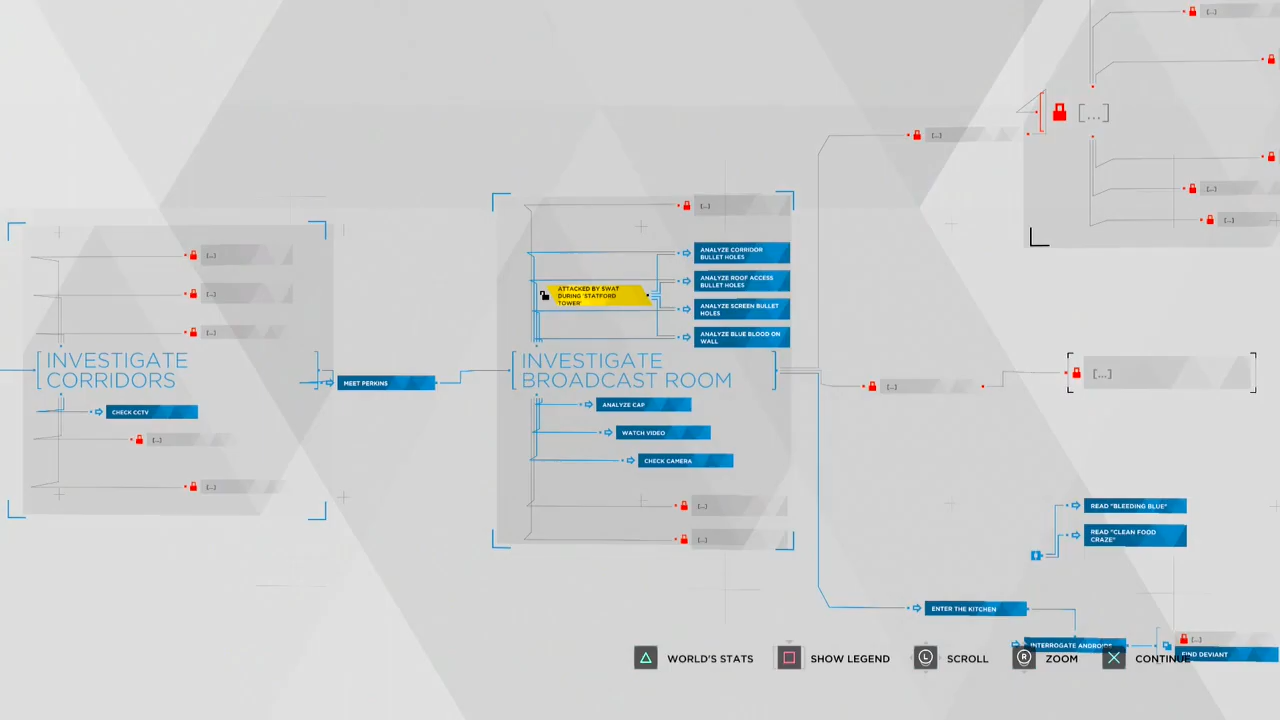 [...]
[...]
[...]
INVESTIGATE
CORRIDORS
CHECK CCTV
[...]
[...]
MEET PERKINS
[...]
ANALYZE CORRIDOR
BULLET HOLES
ANALYZE ROOF ACCESS
BULLET HOLES
ATTACKED BY SWAT
DURING 'STATFORD
TOWER'
ANALYZE SCREEN BULLET
HOLES
ANALYZE BLUE BLOOD ON
WALL
INVESTIGATE
BROADCAST ROOM
ANALYZE CAP
WATCH VIDEO
CHECK CAMERA
[...]
[...]
[...]
[...]
[...]
[...]
[...]
[...]
[...]
READ "BLEEDING BLUE"
READ "CLEAN FOOD
CRAZE"
ENTER THE KITCHEN
INTERROGATE ANDROIDS
[...]
FIND DEVIANT
WORLD'S STATS
SHOW LEGEND
L
SCROLL
R
ZOOM
CONTINUE